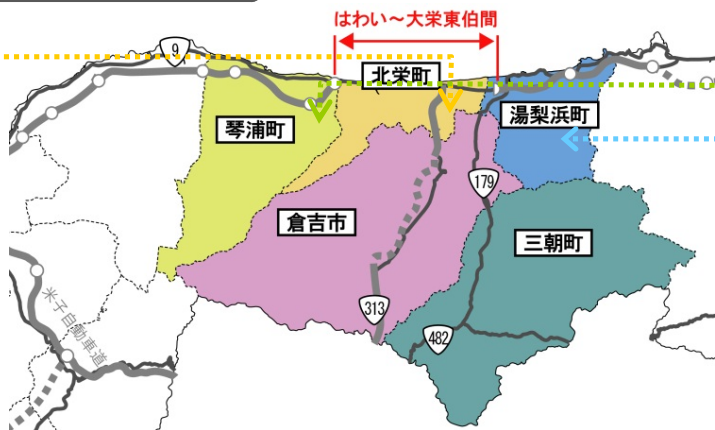 はわい～大栄東伯間
9
北栄町
琴浦町
湯梨浜町
179
倉吉市
三朝町
313
482
米子自動車道